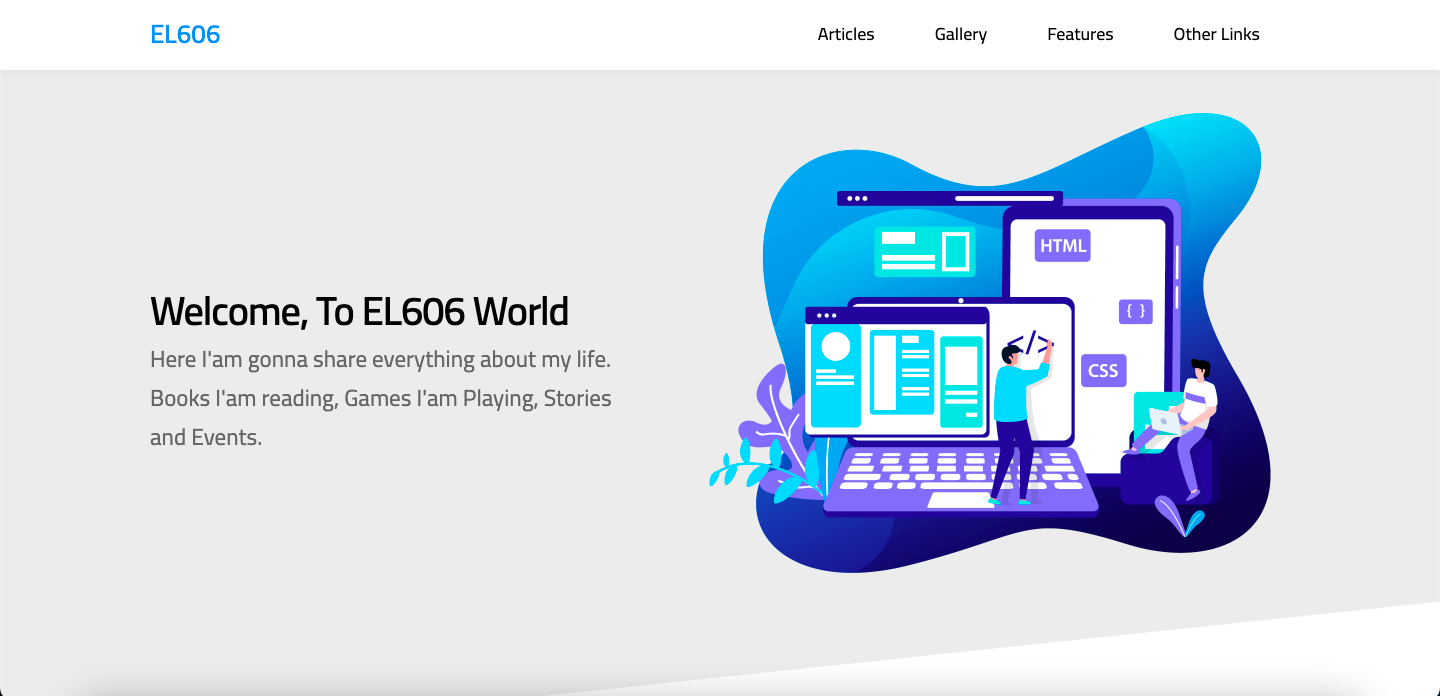 EL606
Articles Gallery Features Other Links
Welcome, To EL606 World
Here I'am gonna share everything about my life.
Books I'am reading, Games I'am Playing, Stories
and Events.
HTML
{ }
</>
CSS